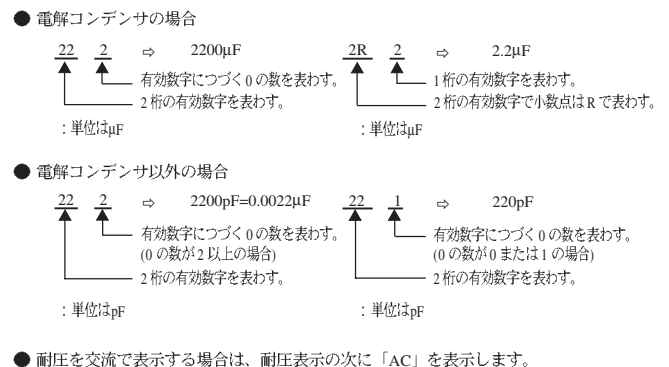 ● 電解コンデンサの場合
22 2 ⇨ 2200μF
有効数字につづく0の数を表わす。
2桁の有効数字を表わす。
：単位はμF
2R 2 ⇨ 2.2μF
1桁の有効数字を表わす。
2桁の有効数字で小数点はRで表わす。
：単位はμF
● 電解コンデンサ以外の場合
22 2 ⇨ 2200pF=0.0022μF
有効数字につづく0の数を表わす。
(0の数が2以上の場合)
2桁の有効数字を表わす。
：単位はpF
22 1 ⇨ 220pF
有効数字につづく0の数を表わす。
(0の数が0または1の場合)
2桁の有効数字を表わす。
：単位はpF
● 耐圧を交流で表示する場合は、耐圧表示の次に「AC」を表示します。